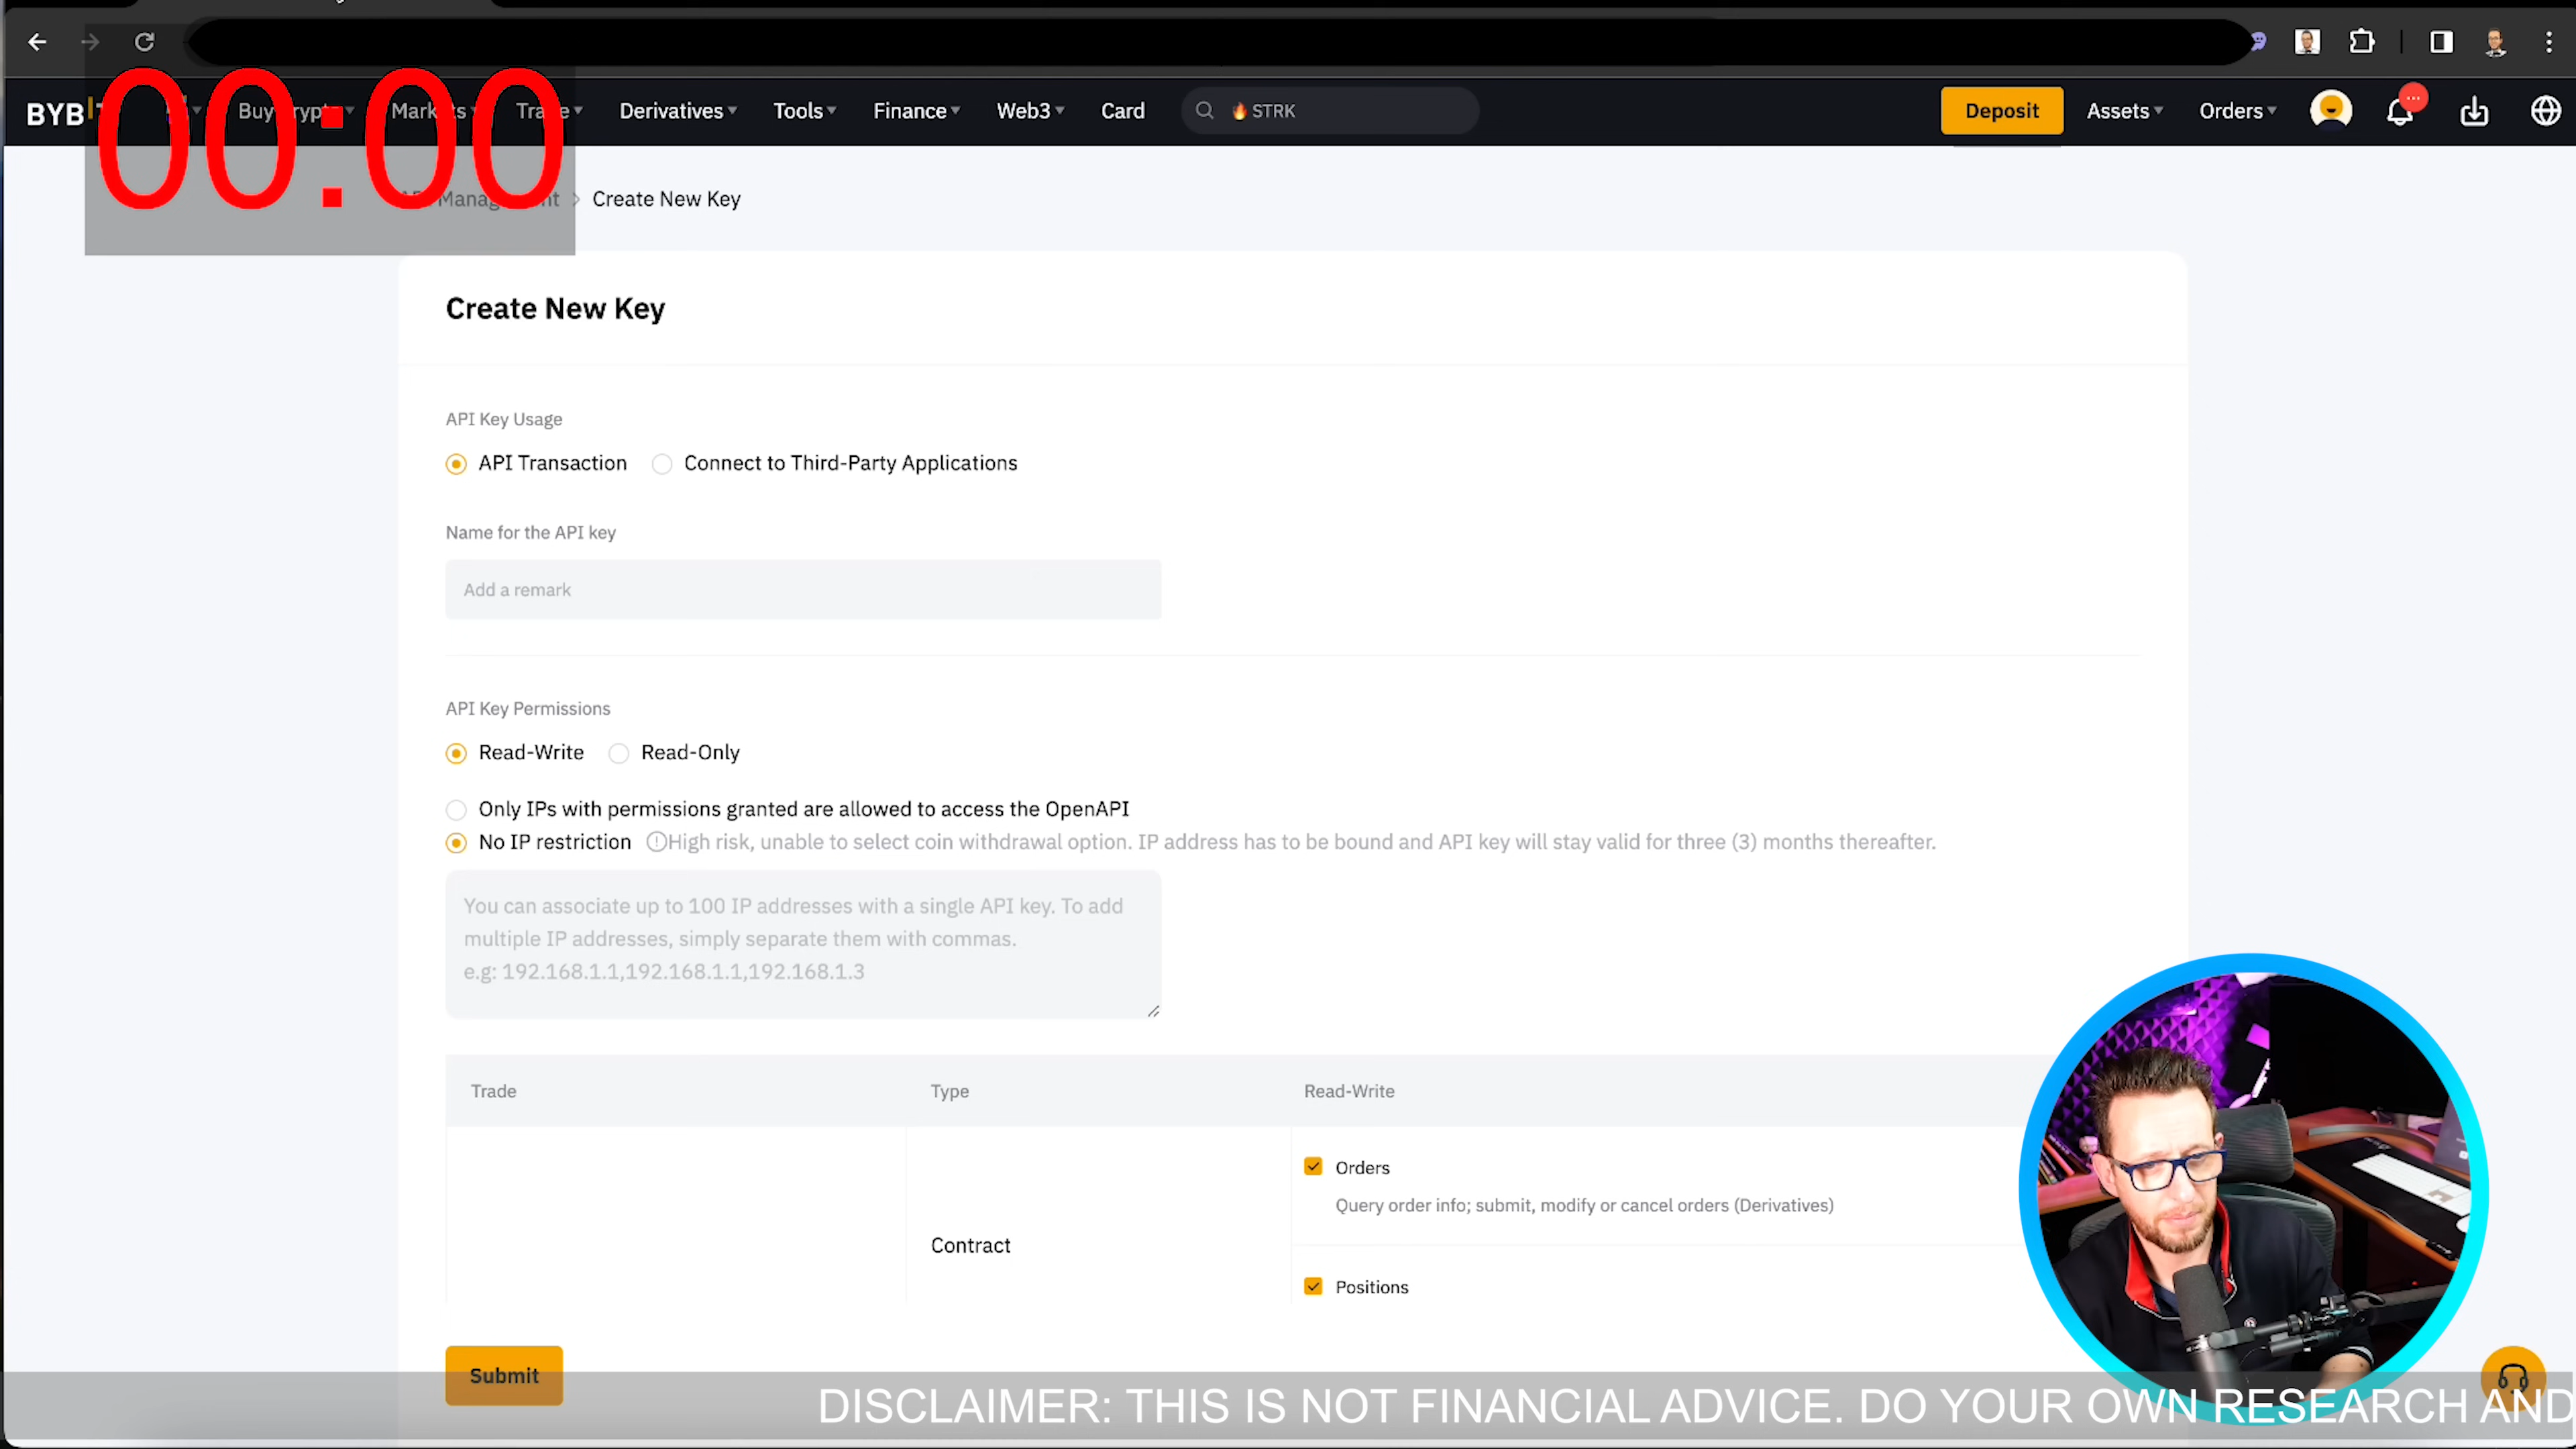 BYBIT
Buy Crypto
Markets
Trade
Derivatives
Tools
Finance
Web3
Card
🔥 STRK
Deposit
Assets
Orders
00:00
API Management > Create New Key
Create New Key
API Key Usage
API Transaction
Connect to Third-Party Applications
Name for the API key
Add a remark
API Key Permissions
Read-Write
Read-Only
Only IPs with permissions granted are allowed to access the OpenAPI
No IP restriction
High risk, unable to select coin withdrawal option. IP address has to be bound and API key will stay valid for three (3) months thereafter.
You can associate up to 100 IP addresses with a single API key. To add
multiple IP addresses, simply separate them with commas.
e.g: 192.168.1.1,192.168.1.1,192.168.1.3
Trade
Type
Read-Write
Contract
Orders
Query order info; submit, modify or cancel orders (Derivatives)
Positions
Submit
DISCLAIMER: THIS IS NOT FINANCIAL ADVICE. DO YOUR OWN RESEARCH AND